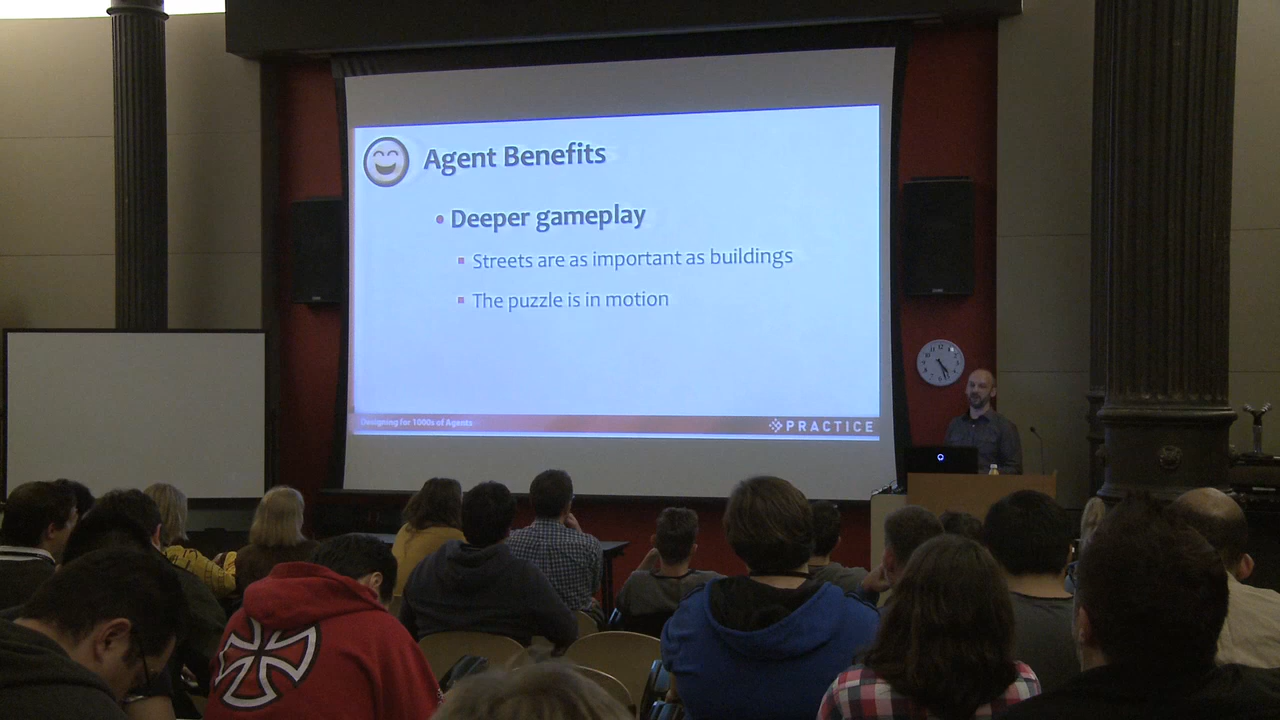 Agent Benefits
Deeper gameplay
Streets are as important as buildings
The puzzle is in motion
Designing for 1000s of Agents
PRACTICE